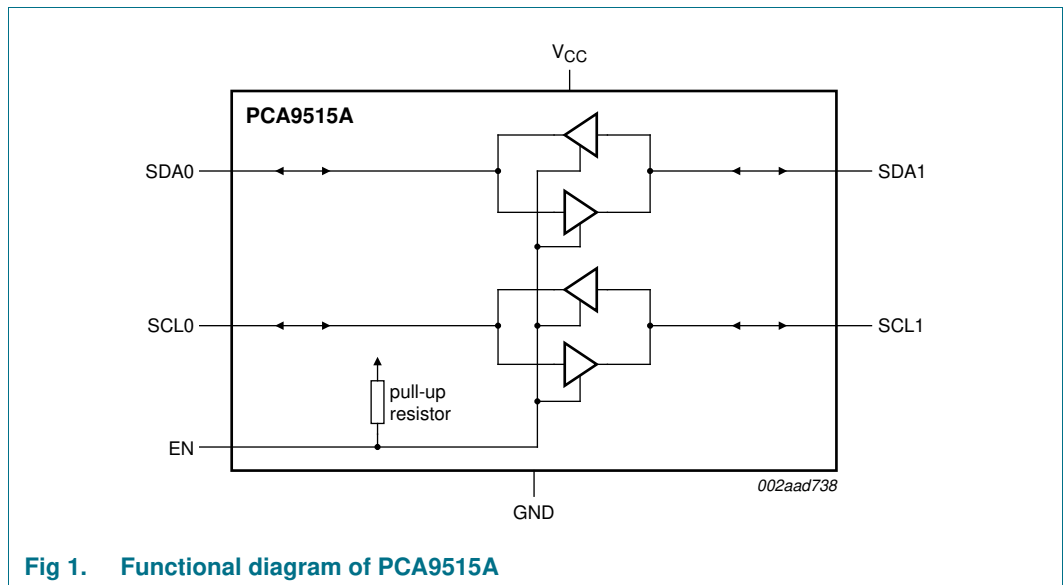 VCC
PCA9515A
SDA0
SDA1
SCL0
SCL1
pull-up
resistor
EN
002aad738
GND
Fig 1. Functional diagram of PCA9515A